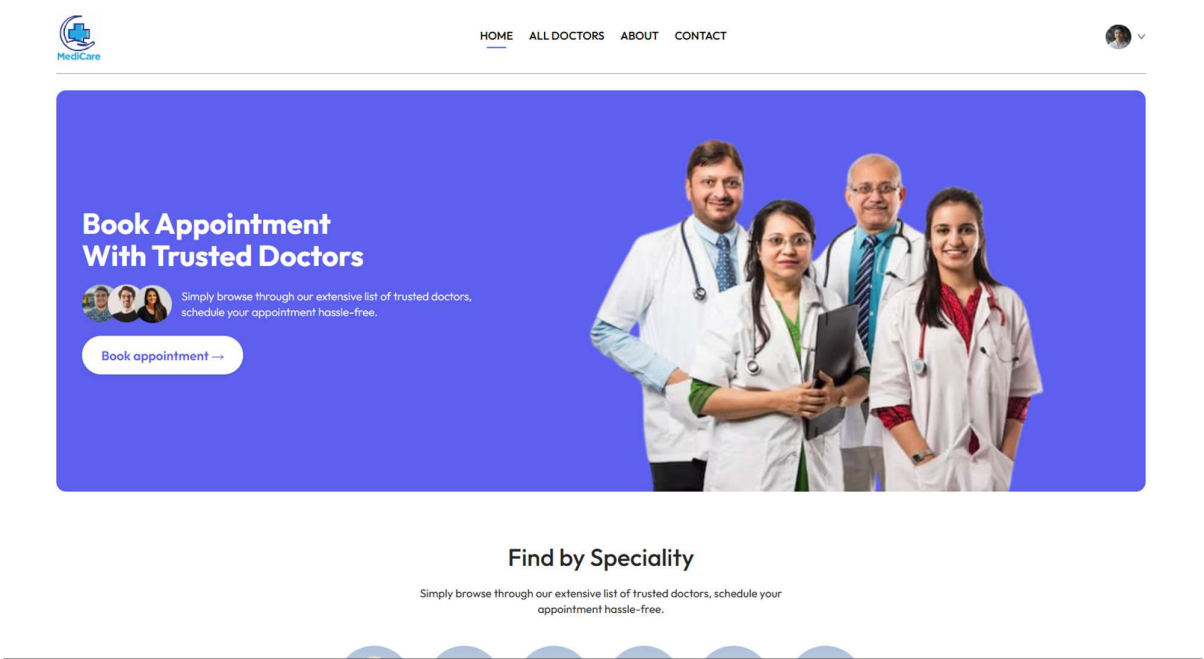 MediCare
HOME ALL DOCTORS ABOUT CONTACT
Book Appointment
With Trusted Doctors
Simply browse through our extensive list of trusted doctors,
schedule your appointment hassle-free.
Book appointment →
Find by Speciality
Simply browse through our extensive list of trusted doctors, schedule your
appointment hassle-free.